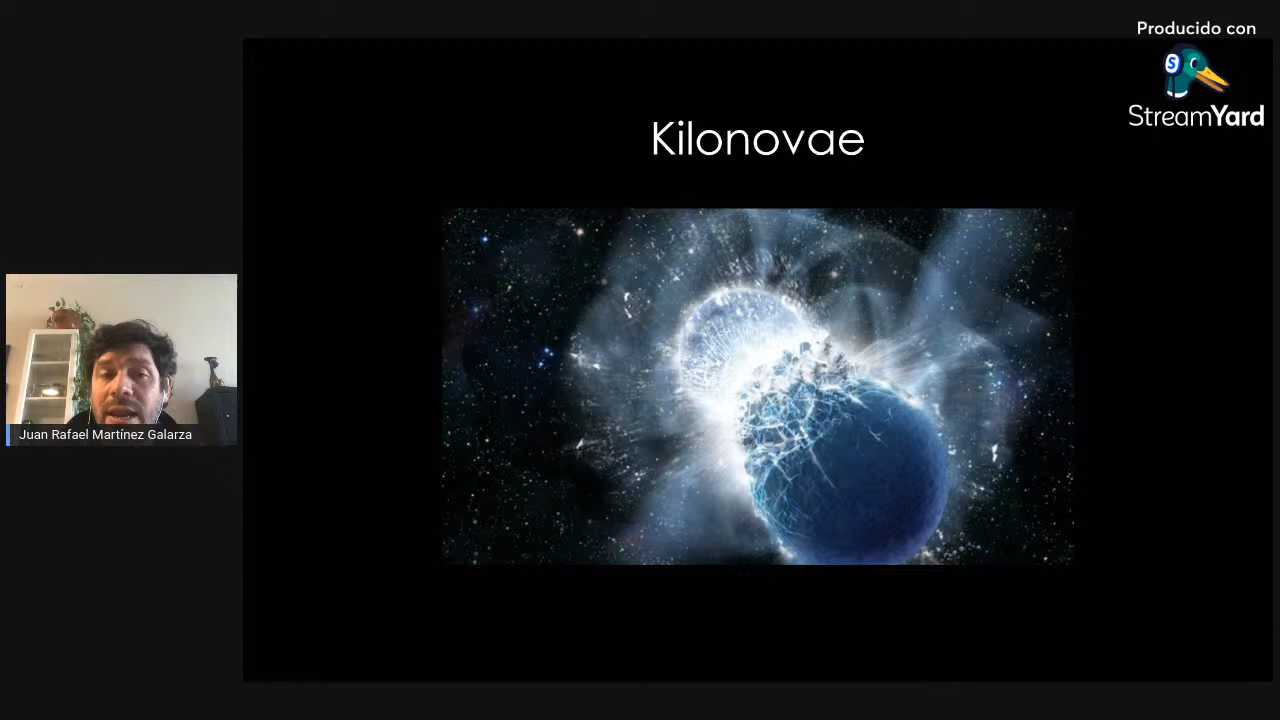 Producido con
S
StreamYard
Kilonovae
Juan Rafael Martínez Galarza